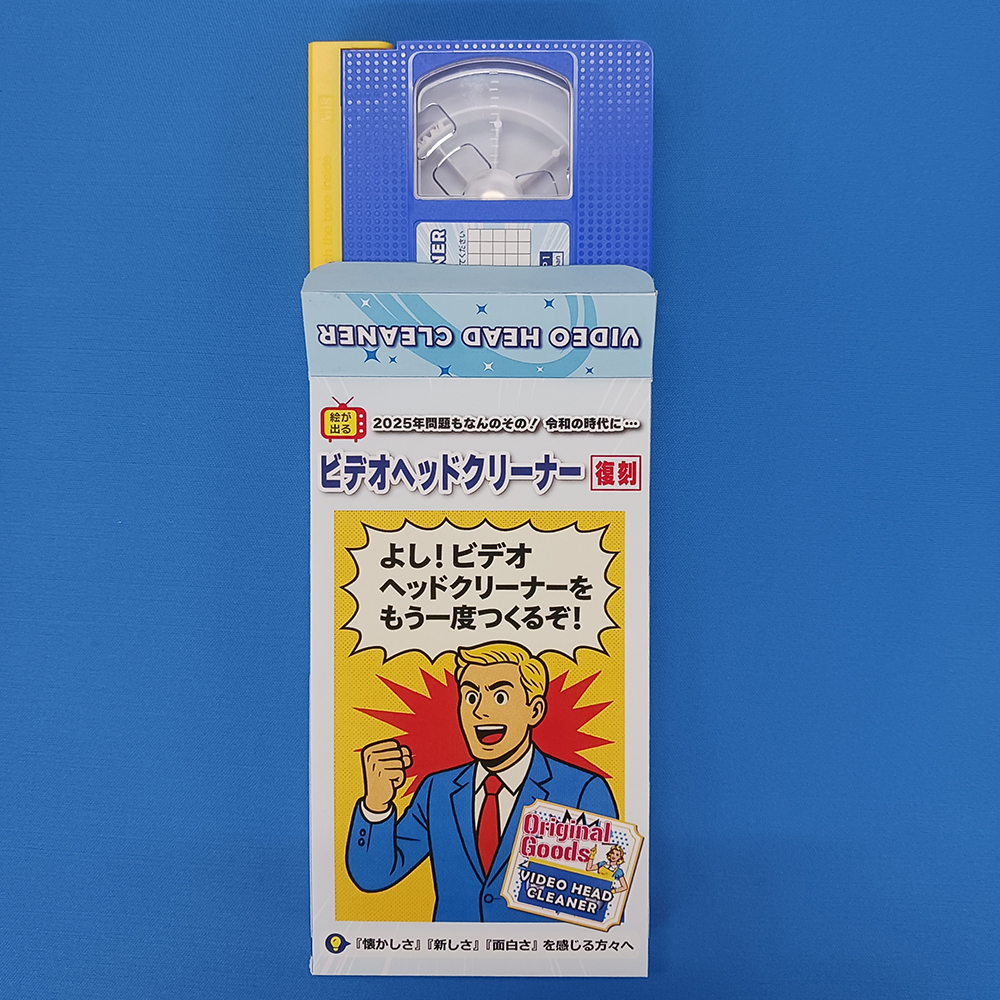 VHS
NER
VIDEO HEAD CLEANER
絵が
出る
2025年問題もなんのその！ 令和の時代に…
ビデオヘッドクリーナー 復刻
よし！ビデオ
ヘッドクリーナーを
もう一度つくるぞ！
Original
Goods
VIDEO HEAD
CLEANER
『懐かしさ』『新しさ』『面白さ』を感じる方々へ